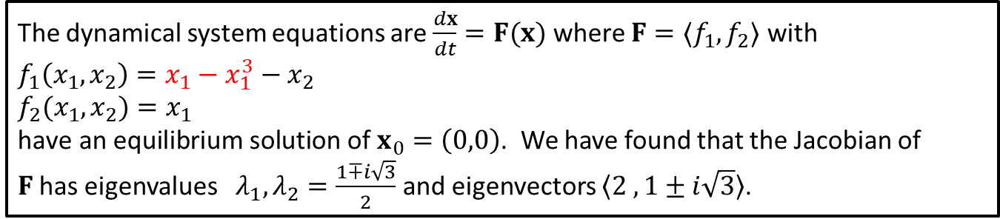 The dynamical system equations are $\frac{d\mathbf{x}}{dt} = \mathbf{F}(\mathbf{x})$ where $\mathbf{F} = \langle f_1, f_2 \rangle$ with
$f_1(x_1, x_2) = x_1 - x_1^3 - x_2$
$f_2(x_1, x_2) = x_1$
have an equilibrium solution of $\mathbf{x}_0 = (0,0)$. We have found that the Jacobian of
$\mathbf{F}$ has eigenvalues $\lambda_1, \lambda_2 = \frac{1 \mp i\sqrt{3}}{2}$ and eigenvectors $\langle 2, 1 \pm i\sqrt{3} \rangle$.